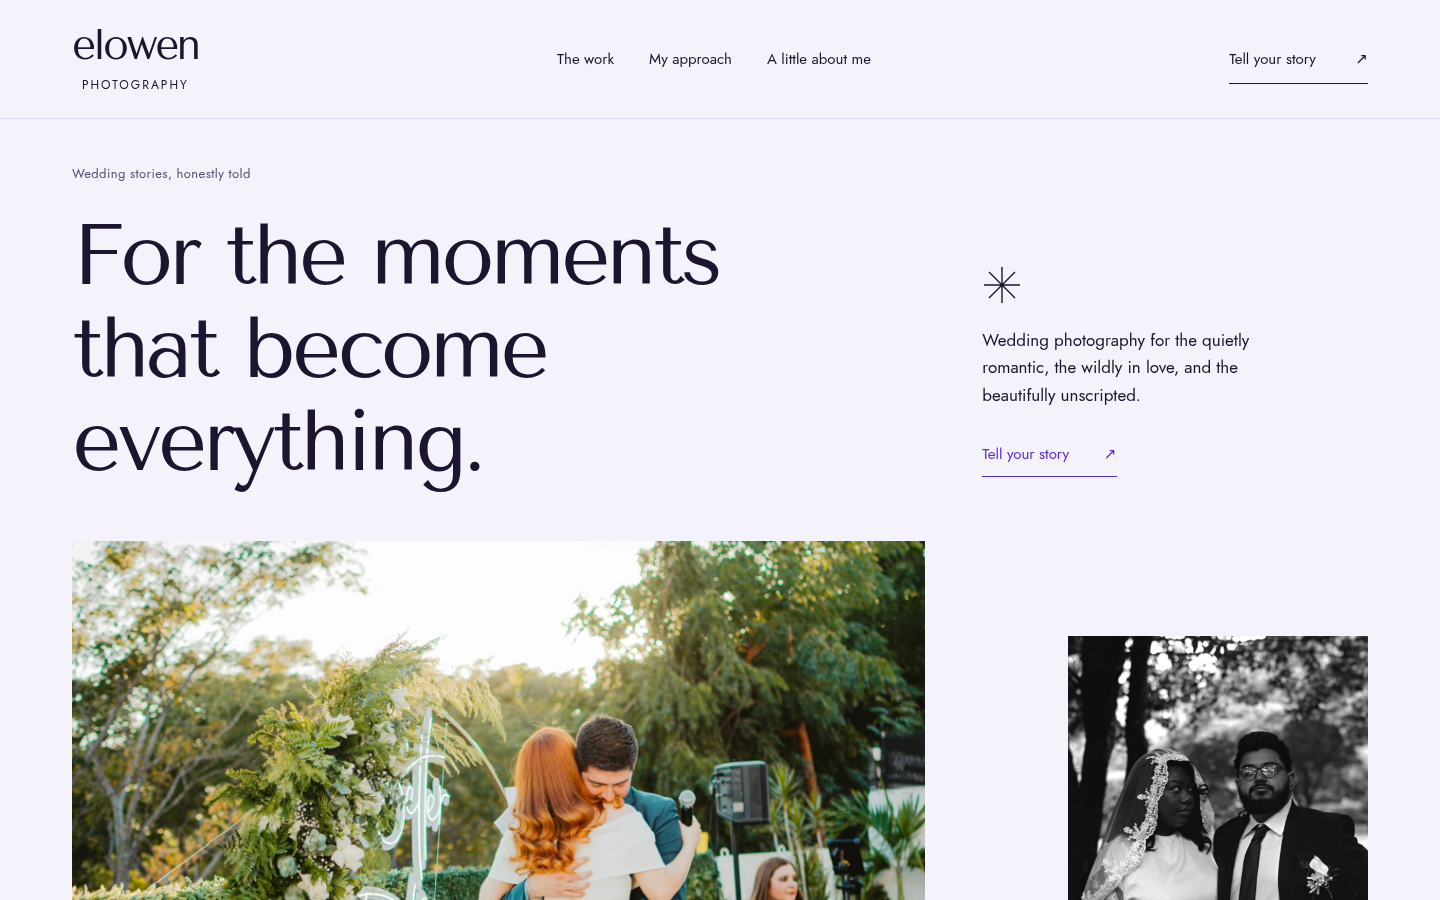 elowen
PHOTOGRAPHY
The work
My approach
A little about me
Tell your story ↗
Wedding stories, honestly told
For the moments
that become
everything.
Wedding photography for the quietly
romantic, the wildly in love, and the
beautifully unscripted.
Tell your story ↗